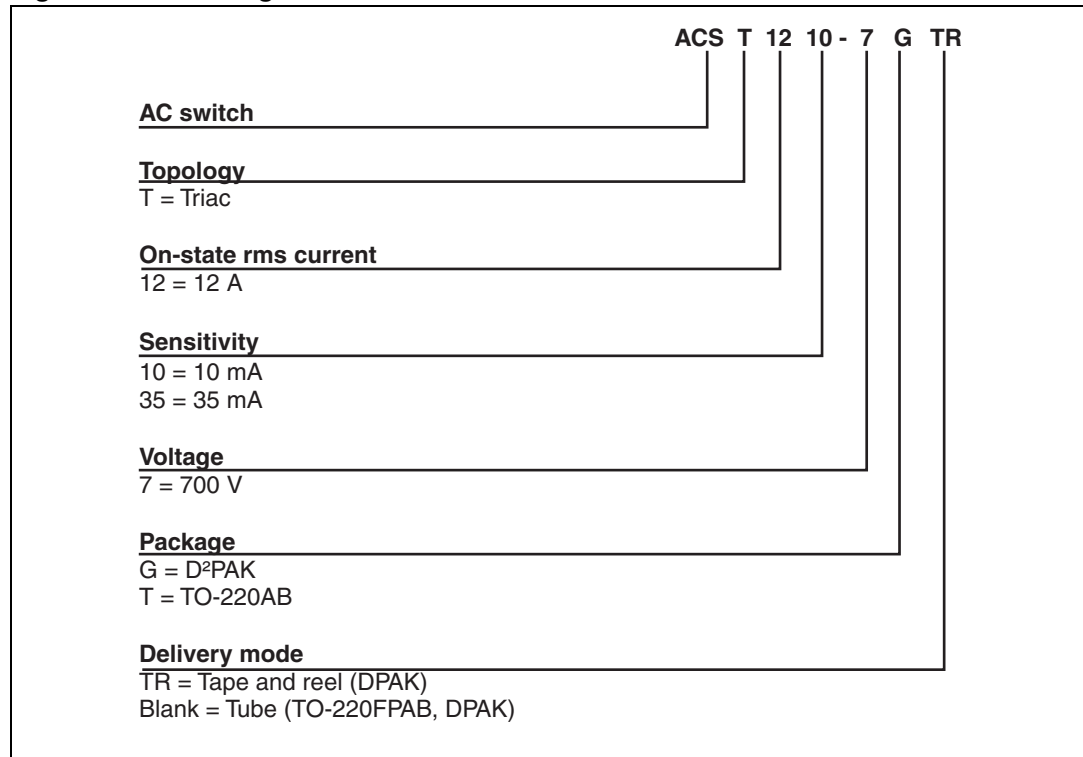 ACS T 12 10 - 7 G TR
AC switch
Topology
T = Triac
On-state rms current
12 = 12 A
Sensitivity
10 = 10 mA
35 = 35 mA
Voltage
7 = 700 V
Package
G = D²PAK
T = TO-220AB
Delivery mode
TR = Tape and reel (DPAK)
Blank = Tube (TO-220FPAB, DPAK)